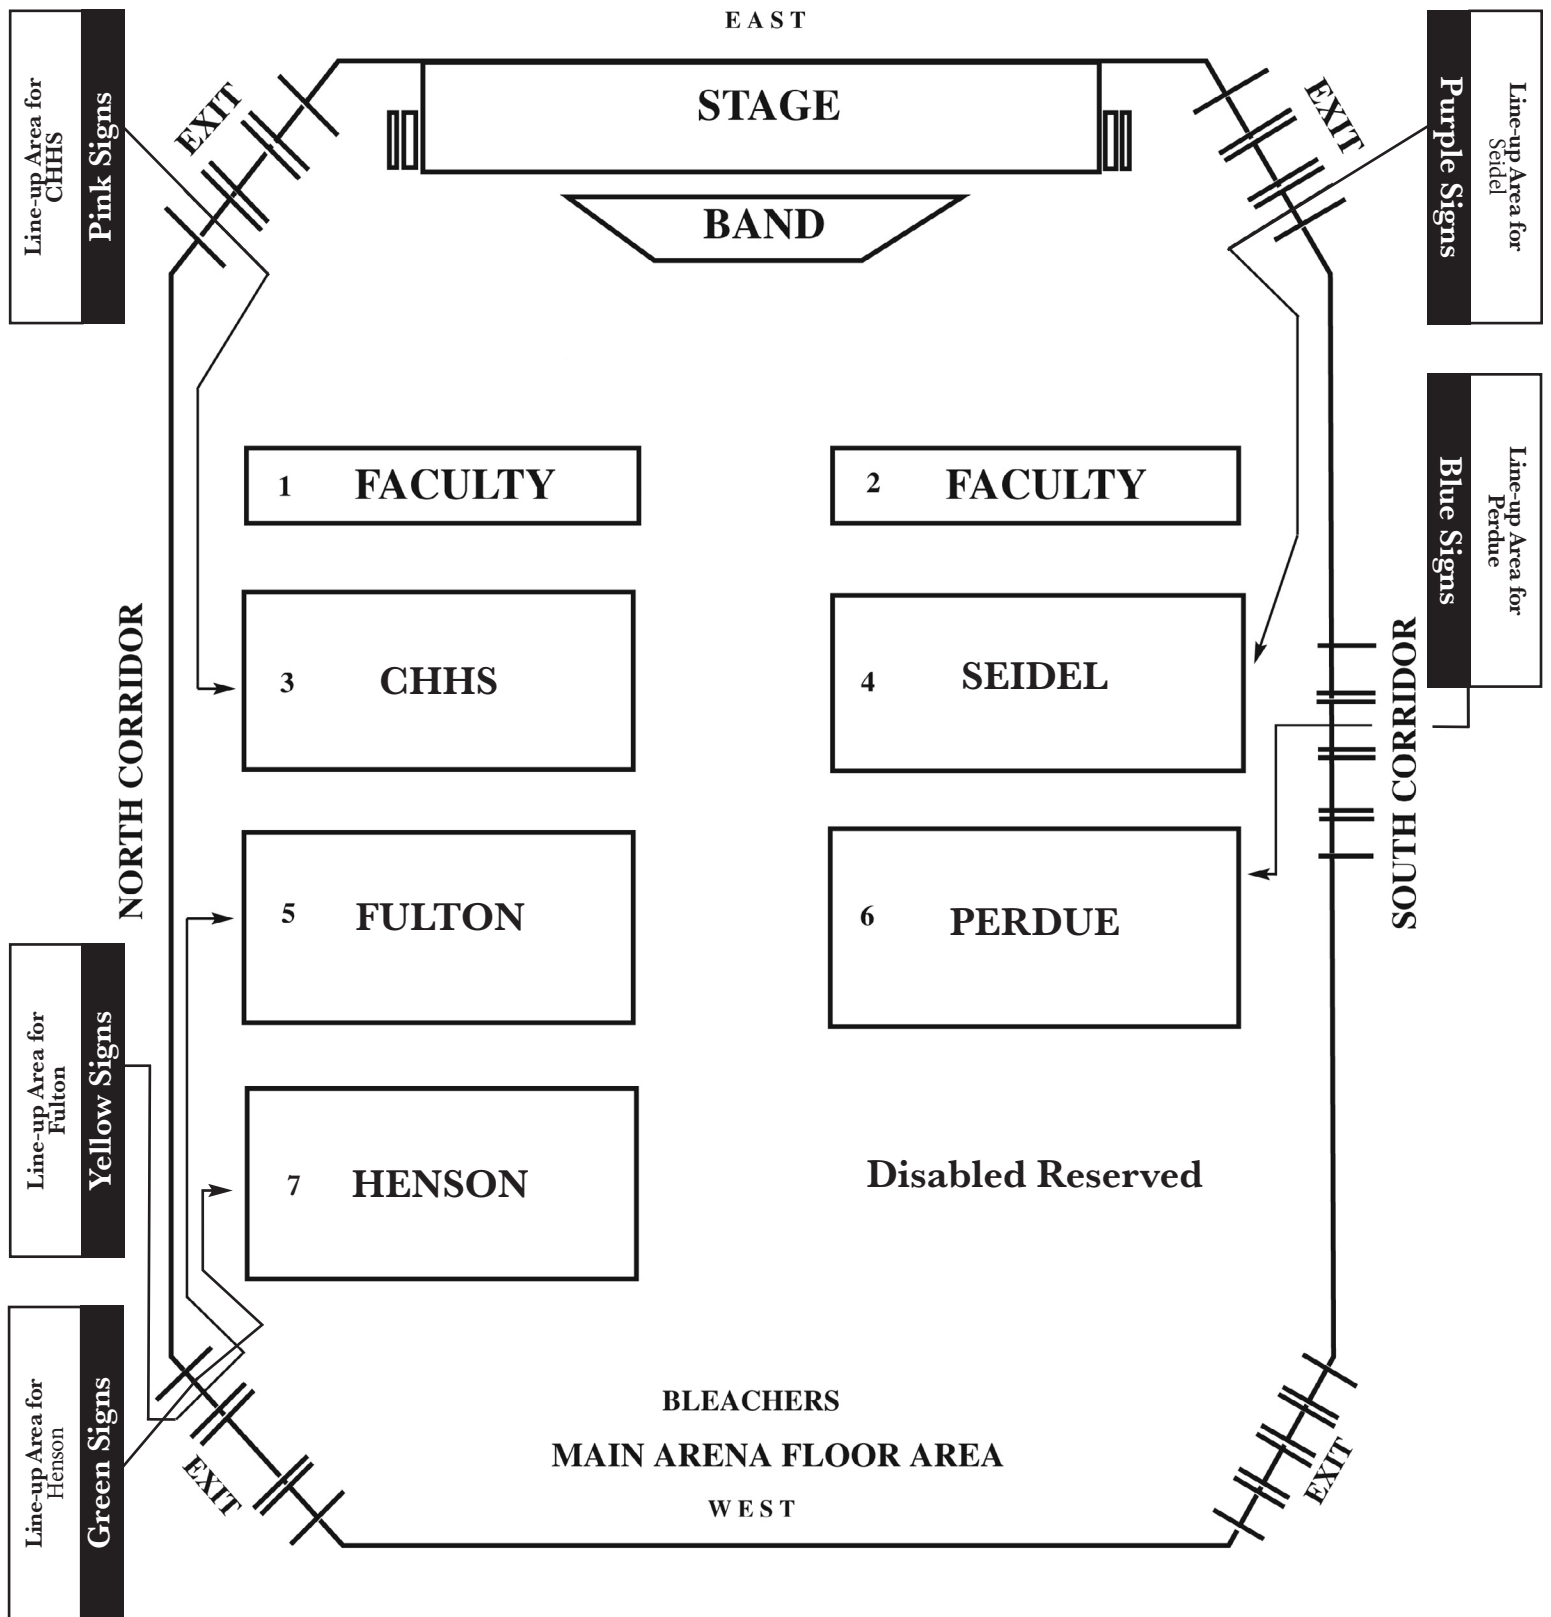 EAST
STAGE
BAND
EXIT
EXIT
Line-up Area for
CHHS
Pink Signs
Purple Signs
Line-up Area for
Seidel
1 FACULTY
2 FACULTY
Blue Signs
Line-up Area for
Perdue
3 CHHS
4 SEIDEL
NORTH CORRIDOR
SOUTH CORRIDOR
5 FULTON
6 PERDUE
Line-up Area for
Fulton
Yellow Signs
7 HENSON
Disabled Reserved
Line-up Area for
Henson
Green Signs
EXIT
EXIT
BLEACHERS
MAIN ARENA FLOOR AREA
WEST